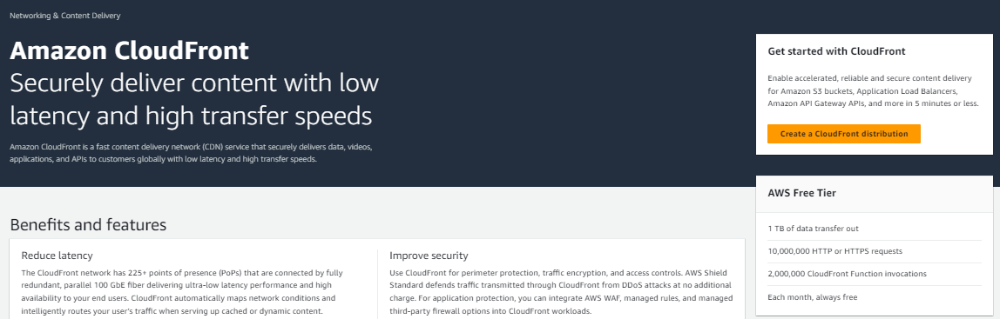 Networking & Content Delivery
Amazon CloudFront
Securely deliver content with low
latency and high transfer speeds
Amazon CloudFront is a fast content delivery network (CDN) service that securely delivers data, videos,
applications, and APIs to customers globally with low latency and high transfer speeds.
Get started with CloudFront
Enable accelerated, reliable and secure content delivery
for Amazon S3 buckets, Application Load Balancers,
Amazon API Gateway APIs, and more in 5 minutes or less.
Create a CloudFront distribution
AWS Free Tier
1 TB of data transfer out
10,000,000 HTTP or HTTPS requests
2,000,000 CloudFront Function invocations
Each month, always free
Benefits and features
Reduce latency
The CloudFront network has 225+ points of presence (PoPs) that are connected by fully
redundant, parallel 100 GbE fiber delivering ultra-low latency performance and high
availability to your end users. CloudFront automatically maps network conditions and
intelligently routes your user's traffic when serving up cached or dynamic content.
Improve security
Use CloudFront for perimeter protection, traffic encryption, and access controls. AWS Shield
Standard defends traffic transmitted through CloudFront from DDoS attacks at no additional
charge. For application protection, you can integrate AWS WAF, managed rules, and managed
third-party firewall options into CloudFront workloads.